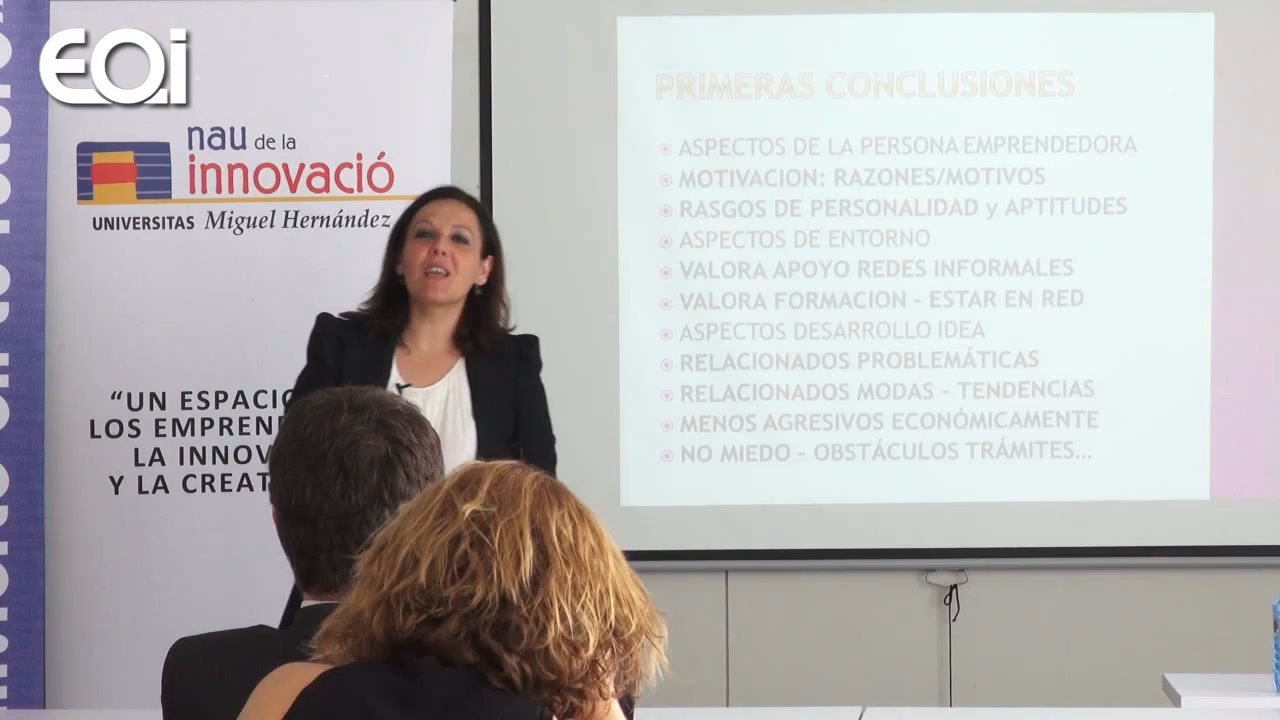 EOi
nau de la
innovació
UNIVERSITAS Miguel Hernández
“UN ESPACIO
LOS EMPREN
LA INNOV
Y LA CREAT
PRIMERAS CONCLUSIONES
ASPECTOS DE LA PERSONA EMPRENDEDORA
MOTIVACION: RAZONES/MOTIVOS
RASGOS DE PERSONALIDAD y APTITUDES
ASPECTOS DE ENTORNO
VALORA APOYO REDES INFORMALES
VALORA FORMACION - ESTAR EN RED
ASPECTOS DESARROLLO IDEA
RELACIONADOS PROBLEMÁTICAS
RELACIONADOS MODAS - TENDENCIAS
MENOS AGRESIVOS ECONÓMICAMENTE
NO MIEDO - OBSTÁCULOS TRÁMITES...